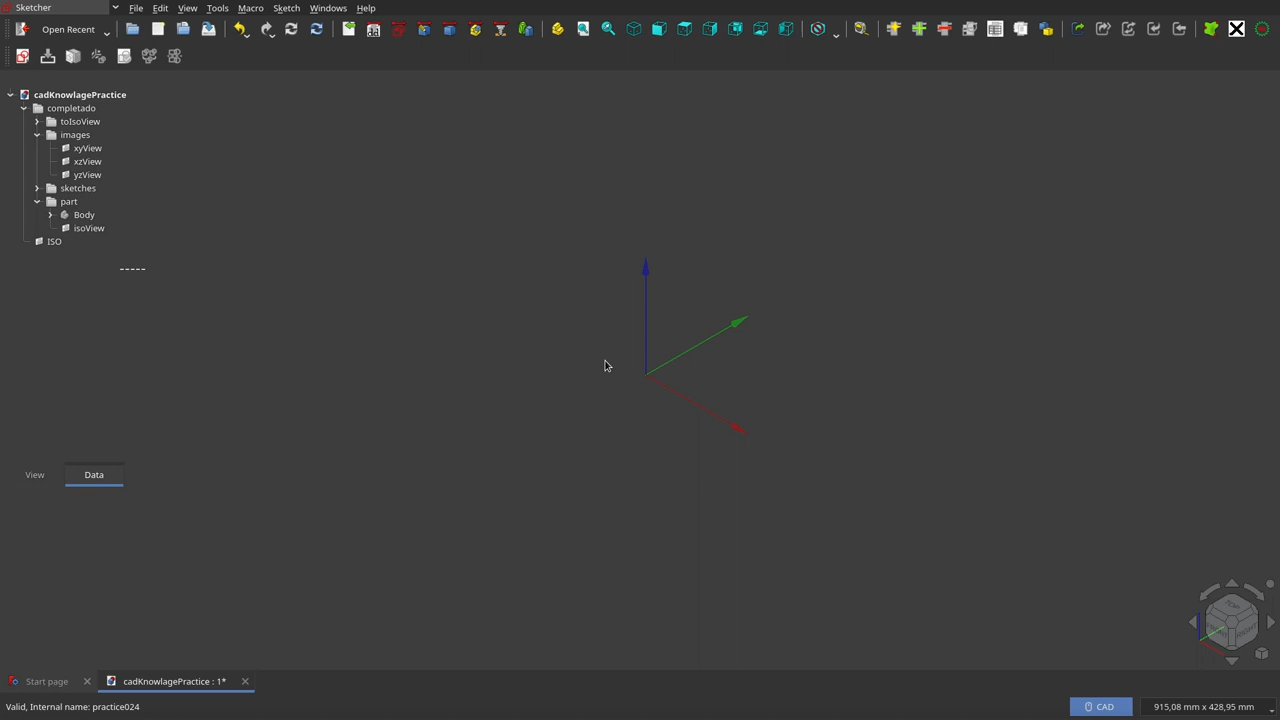 Sketcher
File Edit View Tools Macro Sketch Windows Help
Open Recent
cadKnowlagePractice
completado
toIsoView
images
xyView
xzView
yzView
sketches
part
Body
isoView
ISO
View Data
TOP
Start page cadKnowlagePractice : 1*
Valid, Internal name: practice024
CAD 915,08 mm x 428,95 mm